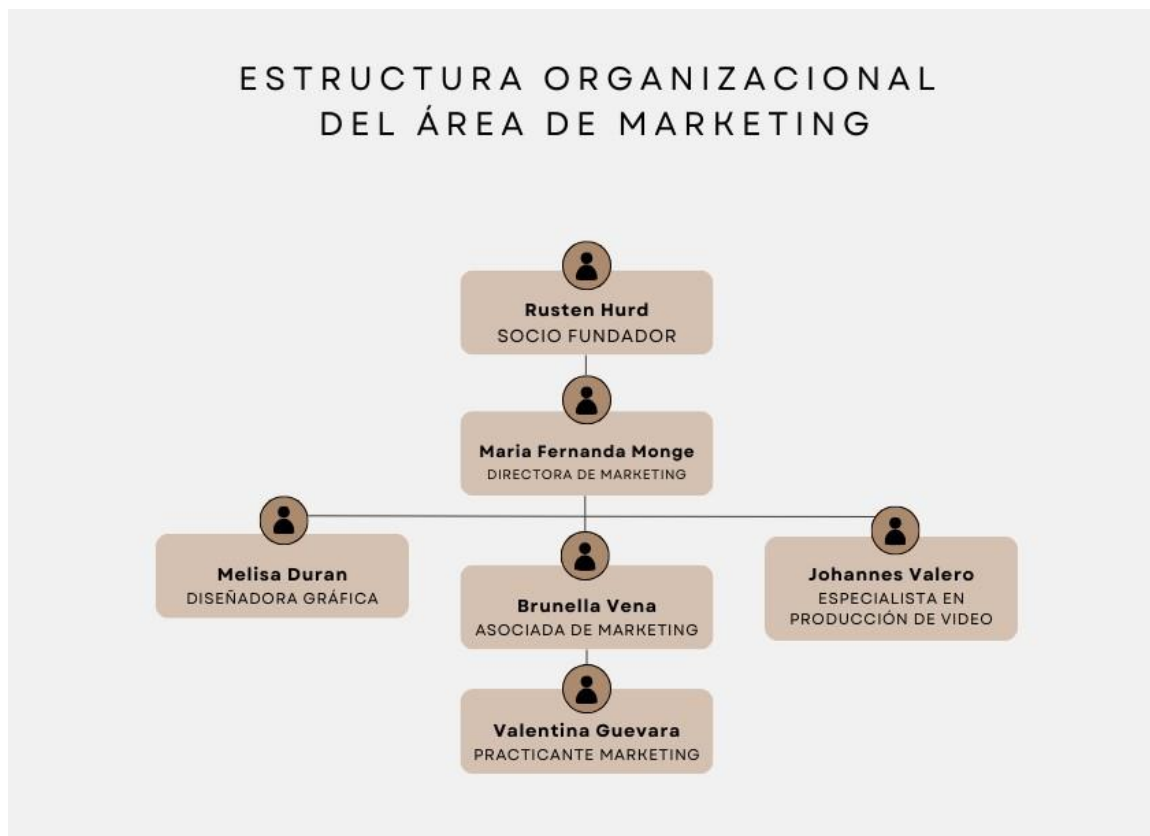 ESTRUCTURA ORGANIZACIONAL
DEL ÁREA DE MARKETING
Rusten Hurd
SOCIO FUNDADOR
Maria Fernanda Monge
DIRECTORA DE MARKETING
Melisa Duran
DISEÑADORA GRÁFICA
Brunella Vena
ASOCIADA DE MARKETING
Johannes Valero
ESPECIALISTA EN
PRODUCCIÓN DE VIDEO
Valentina Guevara
PRACTICANTE MARKETING